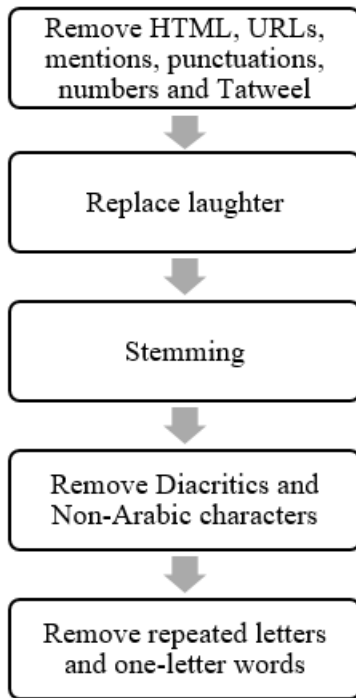 Remove HTML, URLs,
mentions, punctuations,
numbers and Tatweel
Replace laughter
Stemming
Remove Diacritics and
Non-Arabic characters
Remove repeated letters
and one-letter words